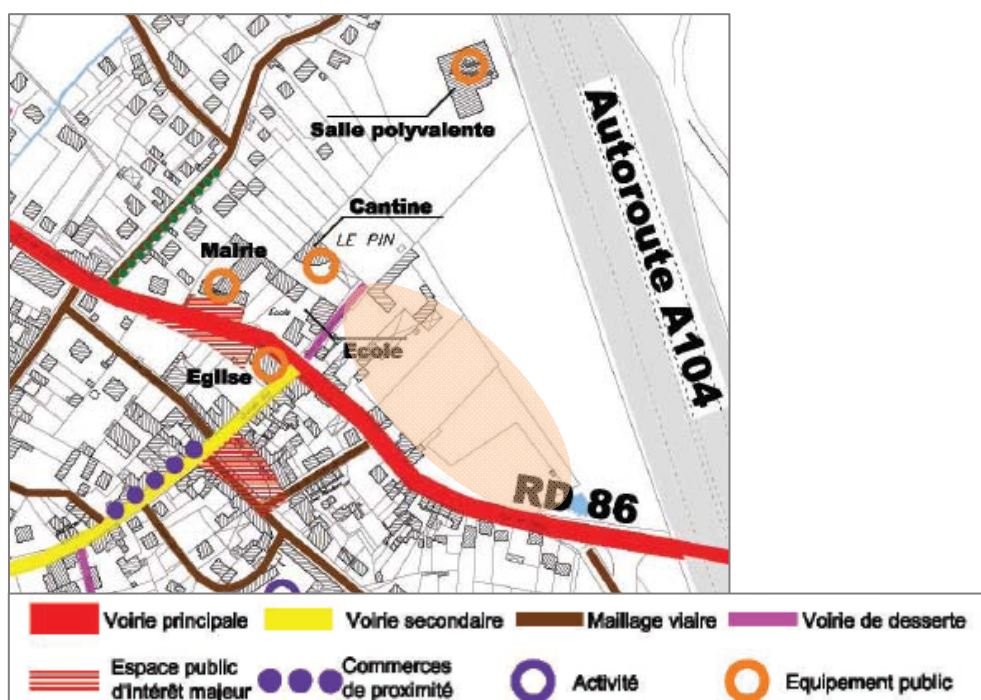 Salle polyvalente
Autoroute A104
Cantine
LE PIN
Mairie
Ecole
Ecole
Eglise
RD 86
Voirie principale
Voirie secondaire
Maillage viaire
Voirie de desserte
Espace public
d'intérêt majeur
Commerces
de proximité
Activité
Equipement public